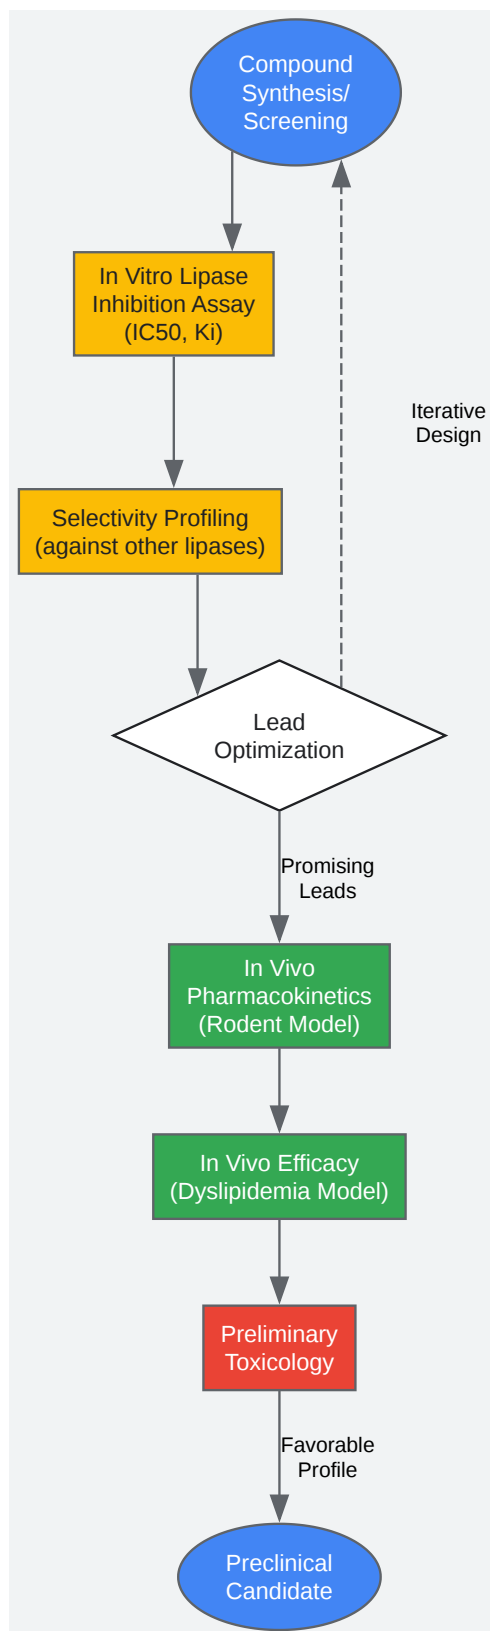 Compound
Synthesis/
Screening
In Vitro Lipase
Inhibition Assay
(IC50, Ki)
Iterative
Design
Selectivity Profiling
(against other lipases)
Lead
Optimization
Promising
Leads
In Vivo
Pharmacokinetics
(Rodent Model)
In Vivo Efficacy
(Dyslipidemia Model)
Preliminary
Toxicology
Favorable
Profile
Preclinical
Candidate